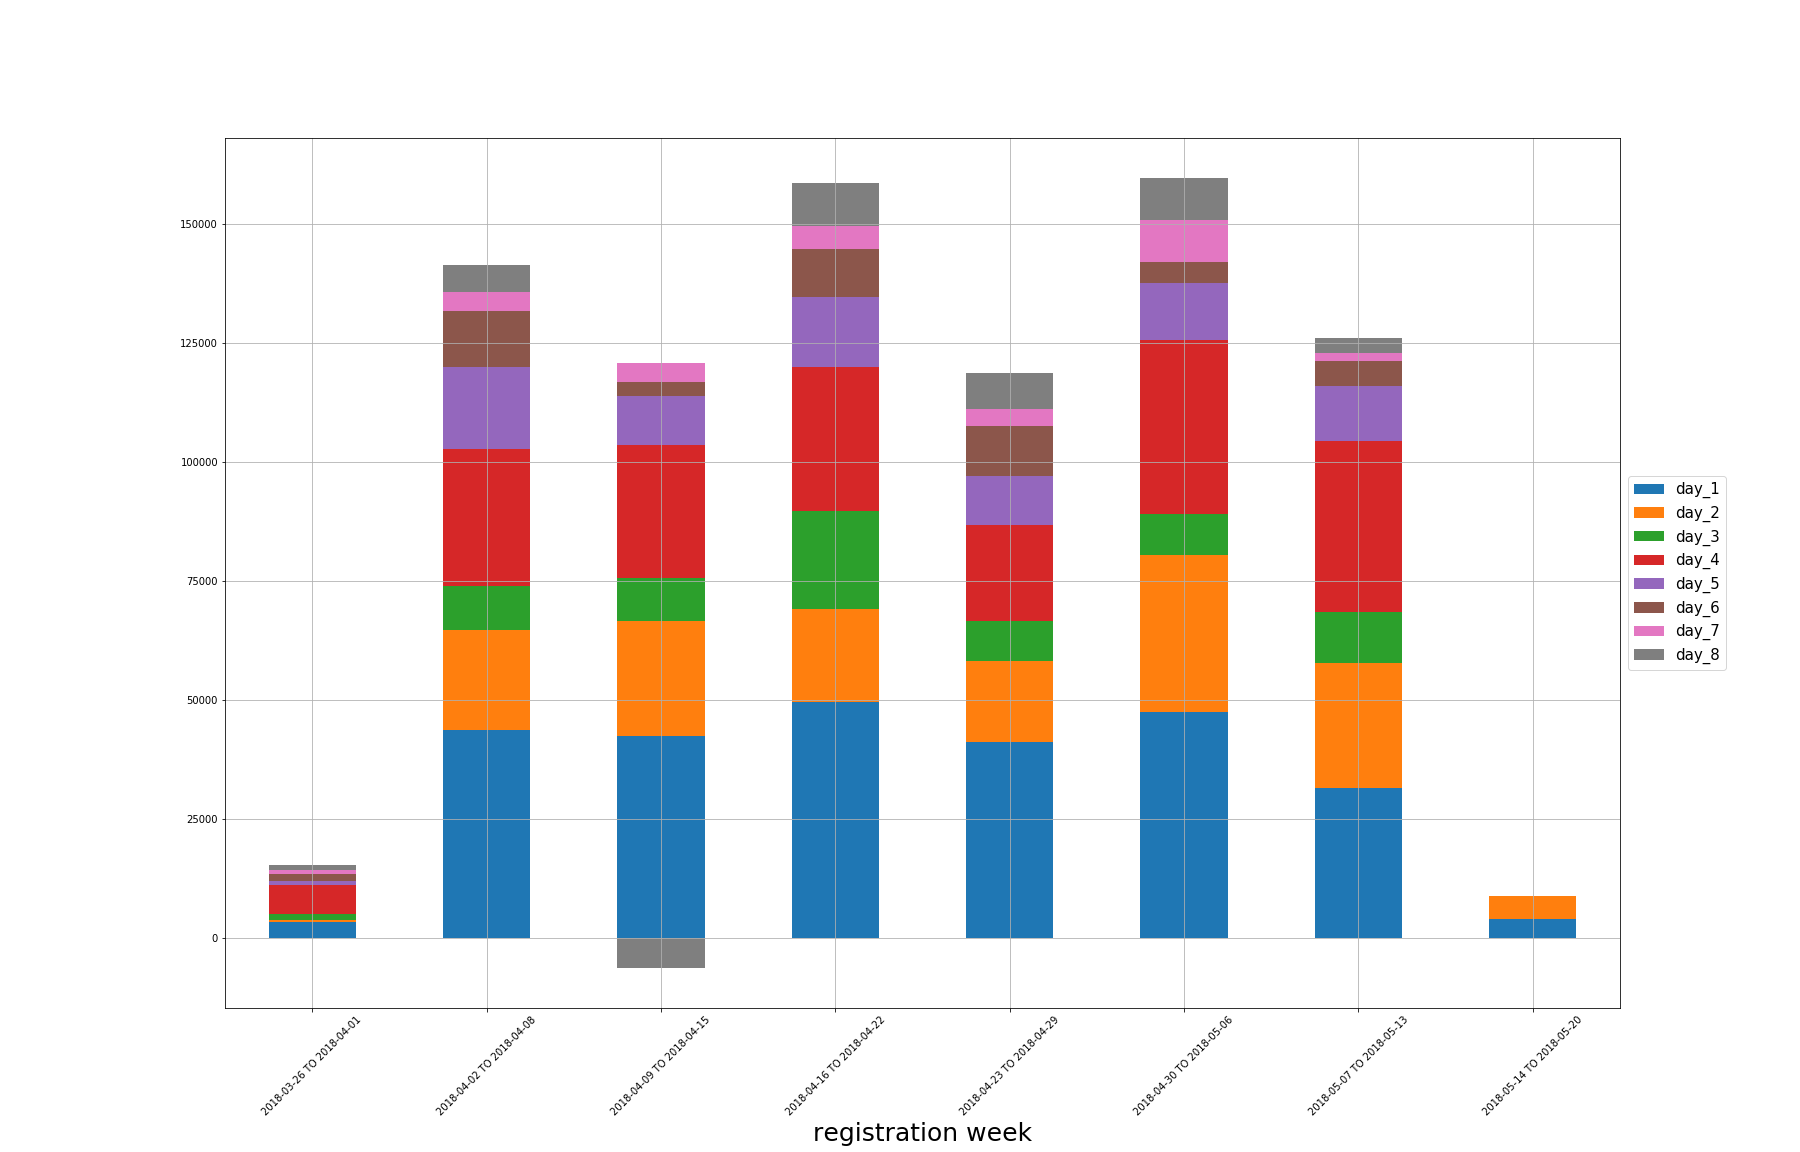 150000
125000
100000
75000
50000
25000
0
day_1
day_2
day_3
day_4
day_5
day_6
day_7
day_8
2018-03-26 TO 2018-04-01
2018-04-02 TO 2018-04-08
2018-04-09 TO 2018-04-15
2018-04-16 TO 2018-04-22
2018-04-23 TO 2018-04-29
2018-04-30 TO 2018-05-06
2018-05-07 TO 2018-05-13
2018-05-14 TO 2018-05-20
registration week